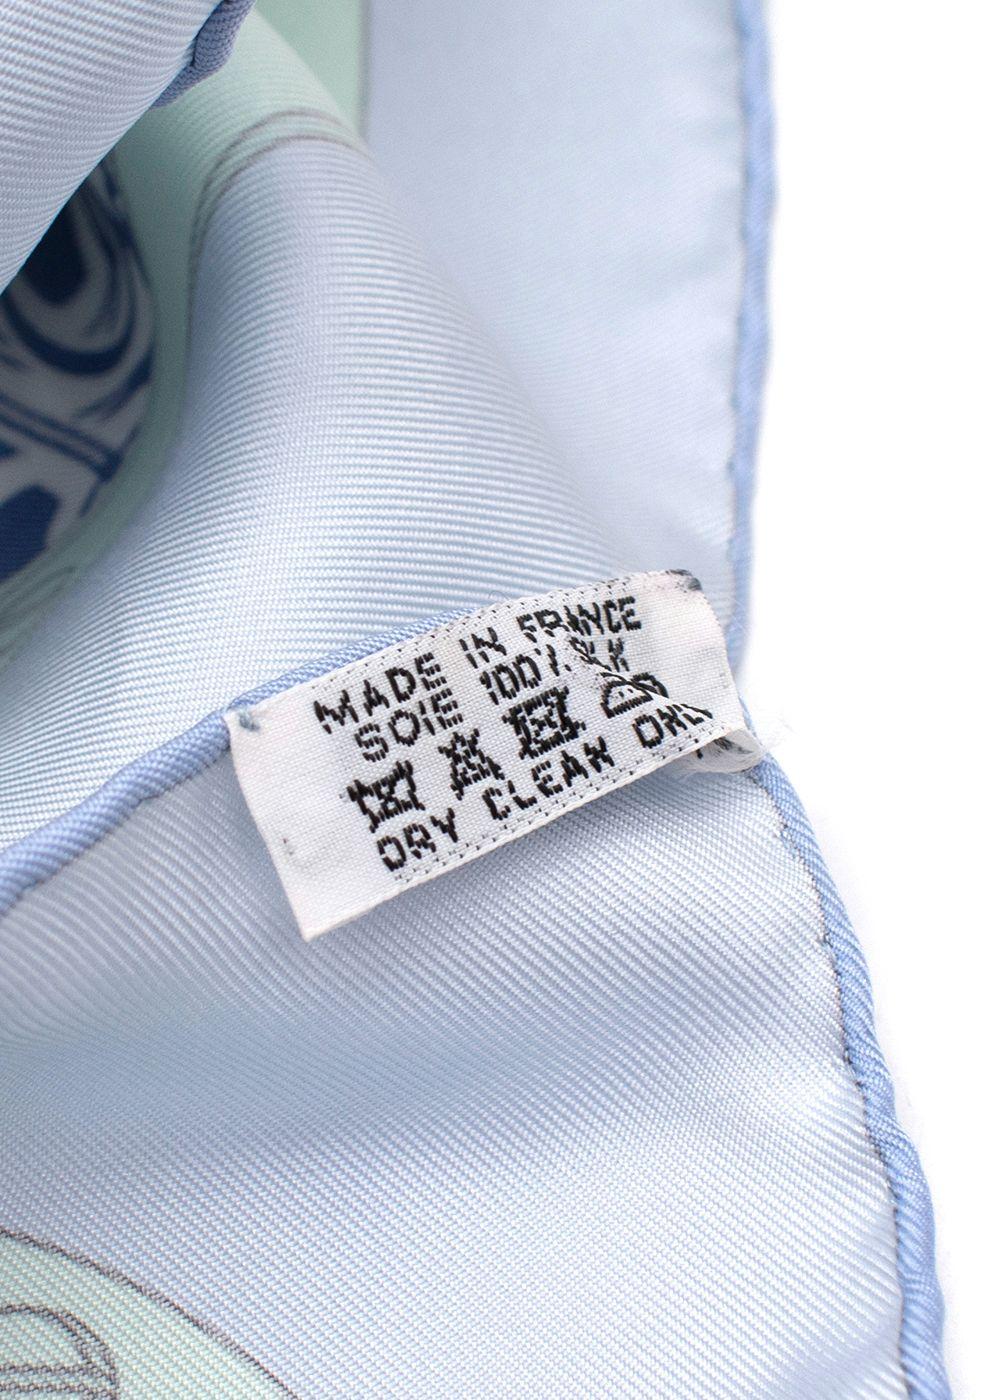 MADE IN FRANCE
SOIE 100% SILK
DRY CLEAN ONLY